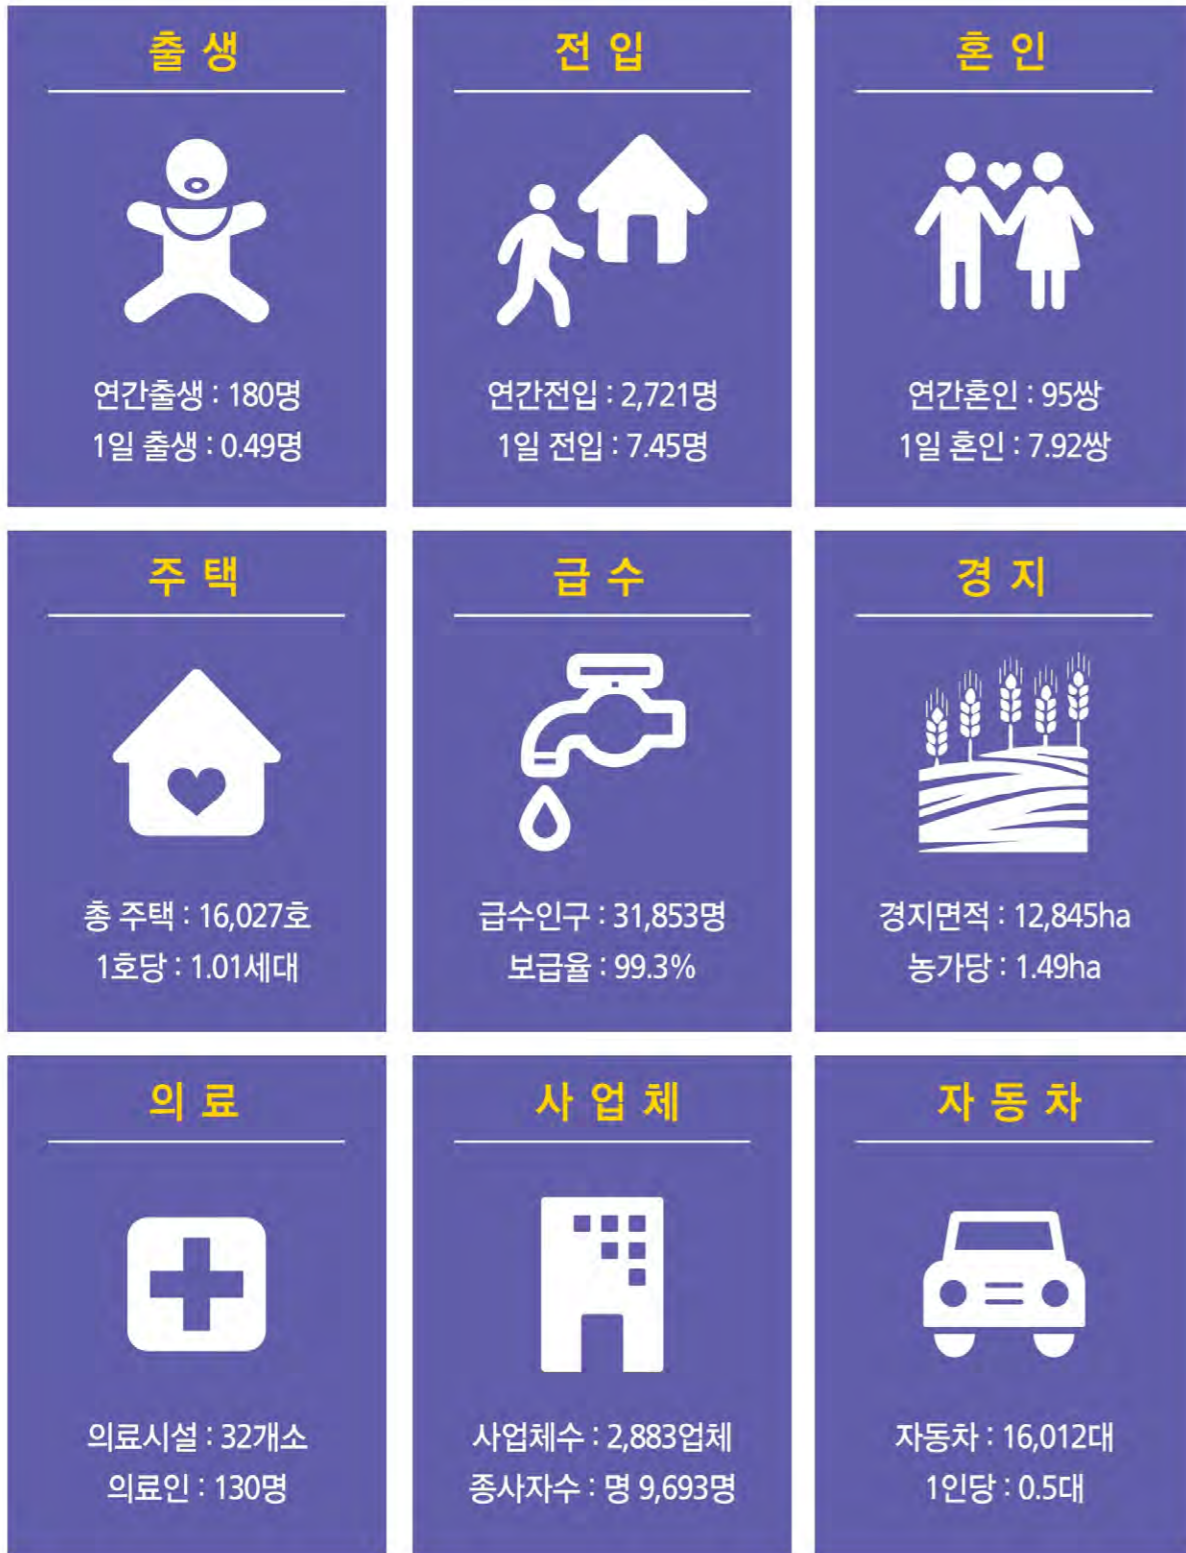 출생
연간출생 : 180명
1일 출생 : 0.49명
전입
연간전입 : 2,721명
1일 전입 : 7.45명
혼인
연간혼인 : 95쌍
1일 혼인 : 7.92쌍
주택
총 주택 : 16,027호
1호당 : 1.01세대
급수
급수인구 : 31,853명
보급율 : 99.3%
경지
경지면적 : 12,845ha
농가당 : 1.49ha
의료
의료시설 : 32개소
의료인 : 130명
사업체
사업체수 : 2,883업체
종사자수 : 명 9,693명
자동차
자동차 : 16,012대
1인당 : 0.5대